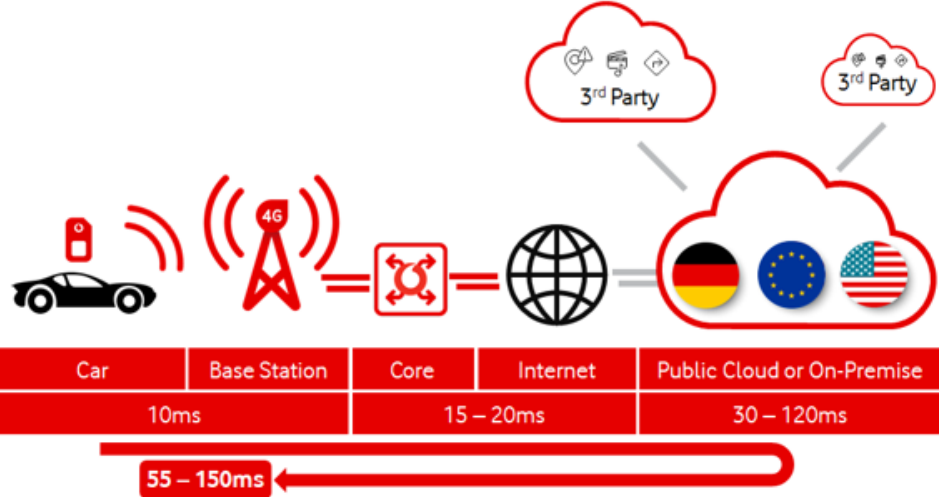 3rd Party
3rd Party
4G
Car
Base Station
Core
Internet
Public Cloud or On-Premise
10ms
15 – 20ms
30 – 120ms
55 – 150ms